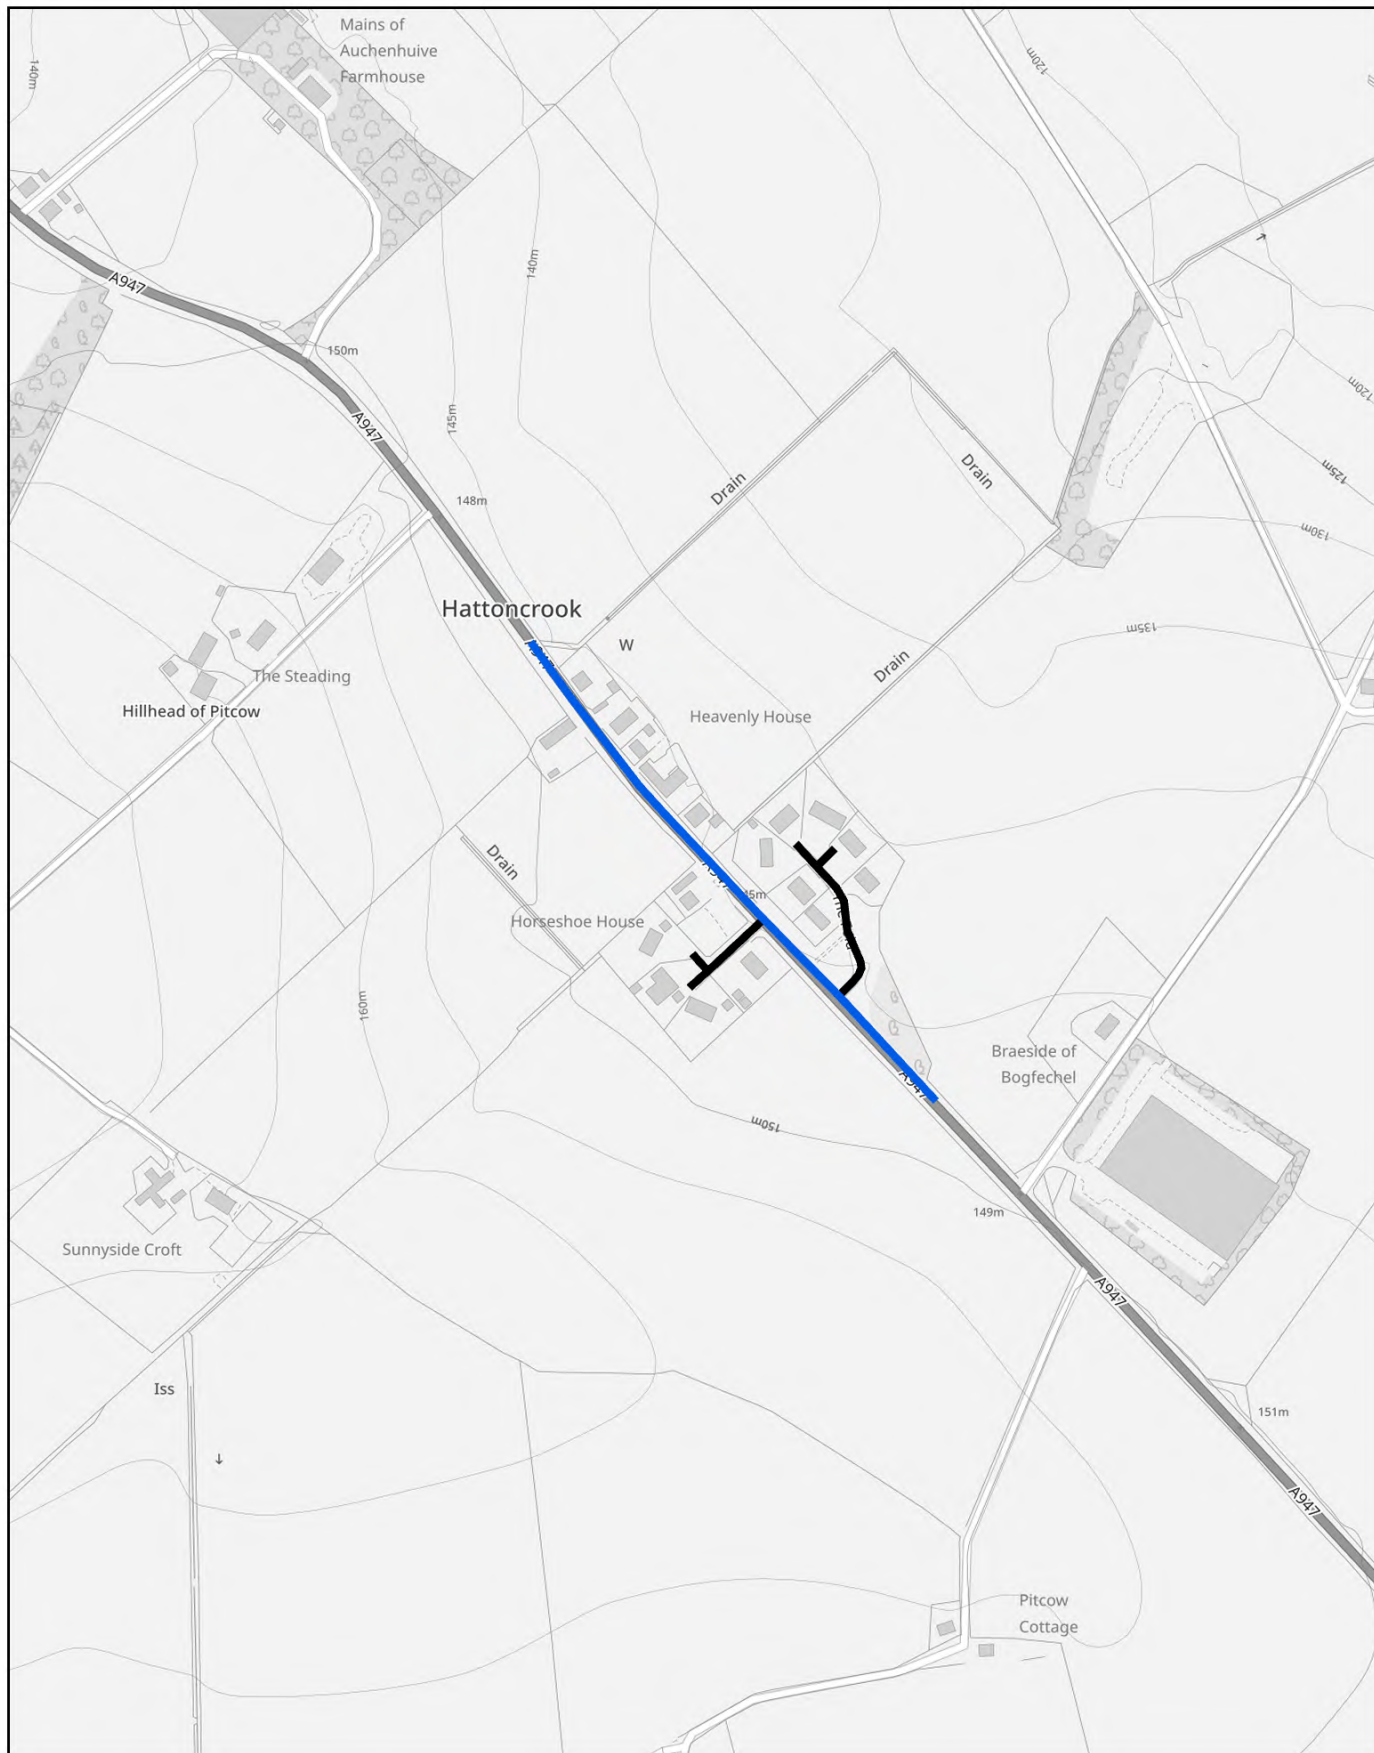 Mains of
Auchenhuive
Farmhouse
120m
140m
A947
140m
150m
120m
A947
145m
125m
Drain
Drain
148m
130m
Hattoncrook
135m
W
Drain
The Steading
Hillhead of Pitcow
Heavenly House
Drain
Horseshoe House
160m
Braeside of
Bogfechel
A947
150m
149m
Sunnyside Croft
A947
Iss
↓
151m
A947
Pitcow
Cottage